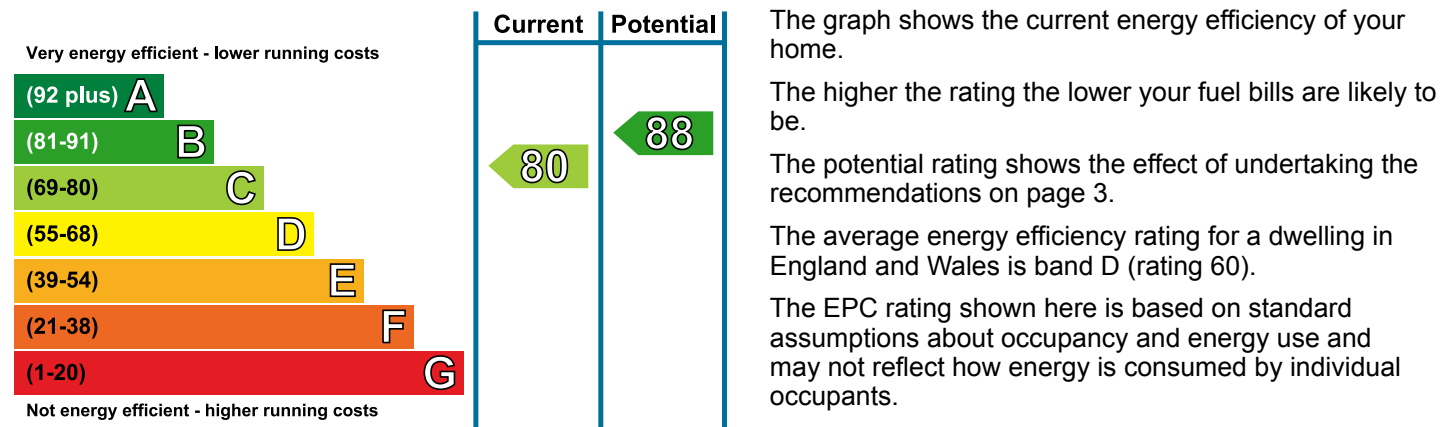 Current Potential
Very energy efficient - lower running costs
(92 plus) A
(81-91) B
(69-80) C
(55-68) D
(39-54) E
(21-38) F
(1-20) G
Not energy efficient - higher running costs
80
88
The graph shows the current energy efficiency of your
home.
The higher the rating the lower your fuel bills are likely to
be.
The potential rating shows the effect of undertaking the
recommendations on page 3.
The average energy efficiency rating for a dwelling in
England and Wales is band D (rating 60).
The EPC rating shown here is based on standard
assumptions about occupancy and energy use and
may not reflect how energy is consumed by individual
occupants.